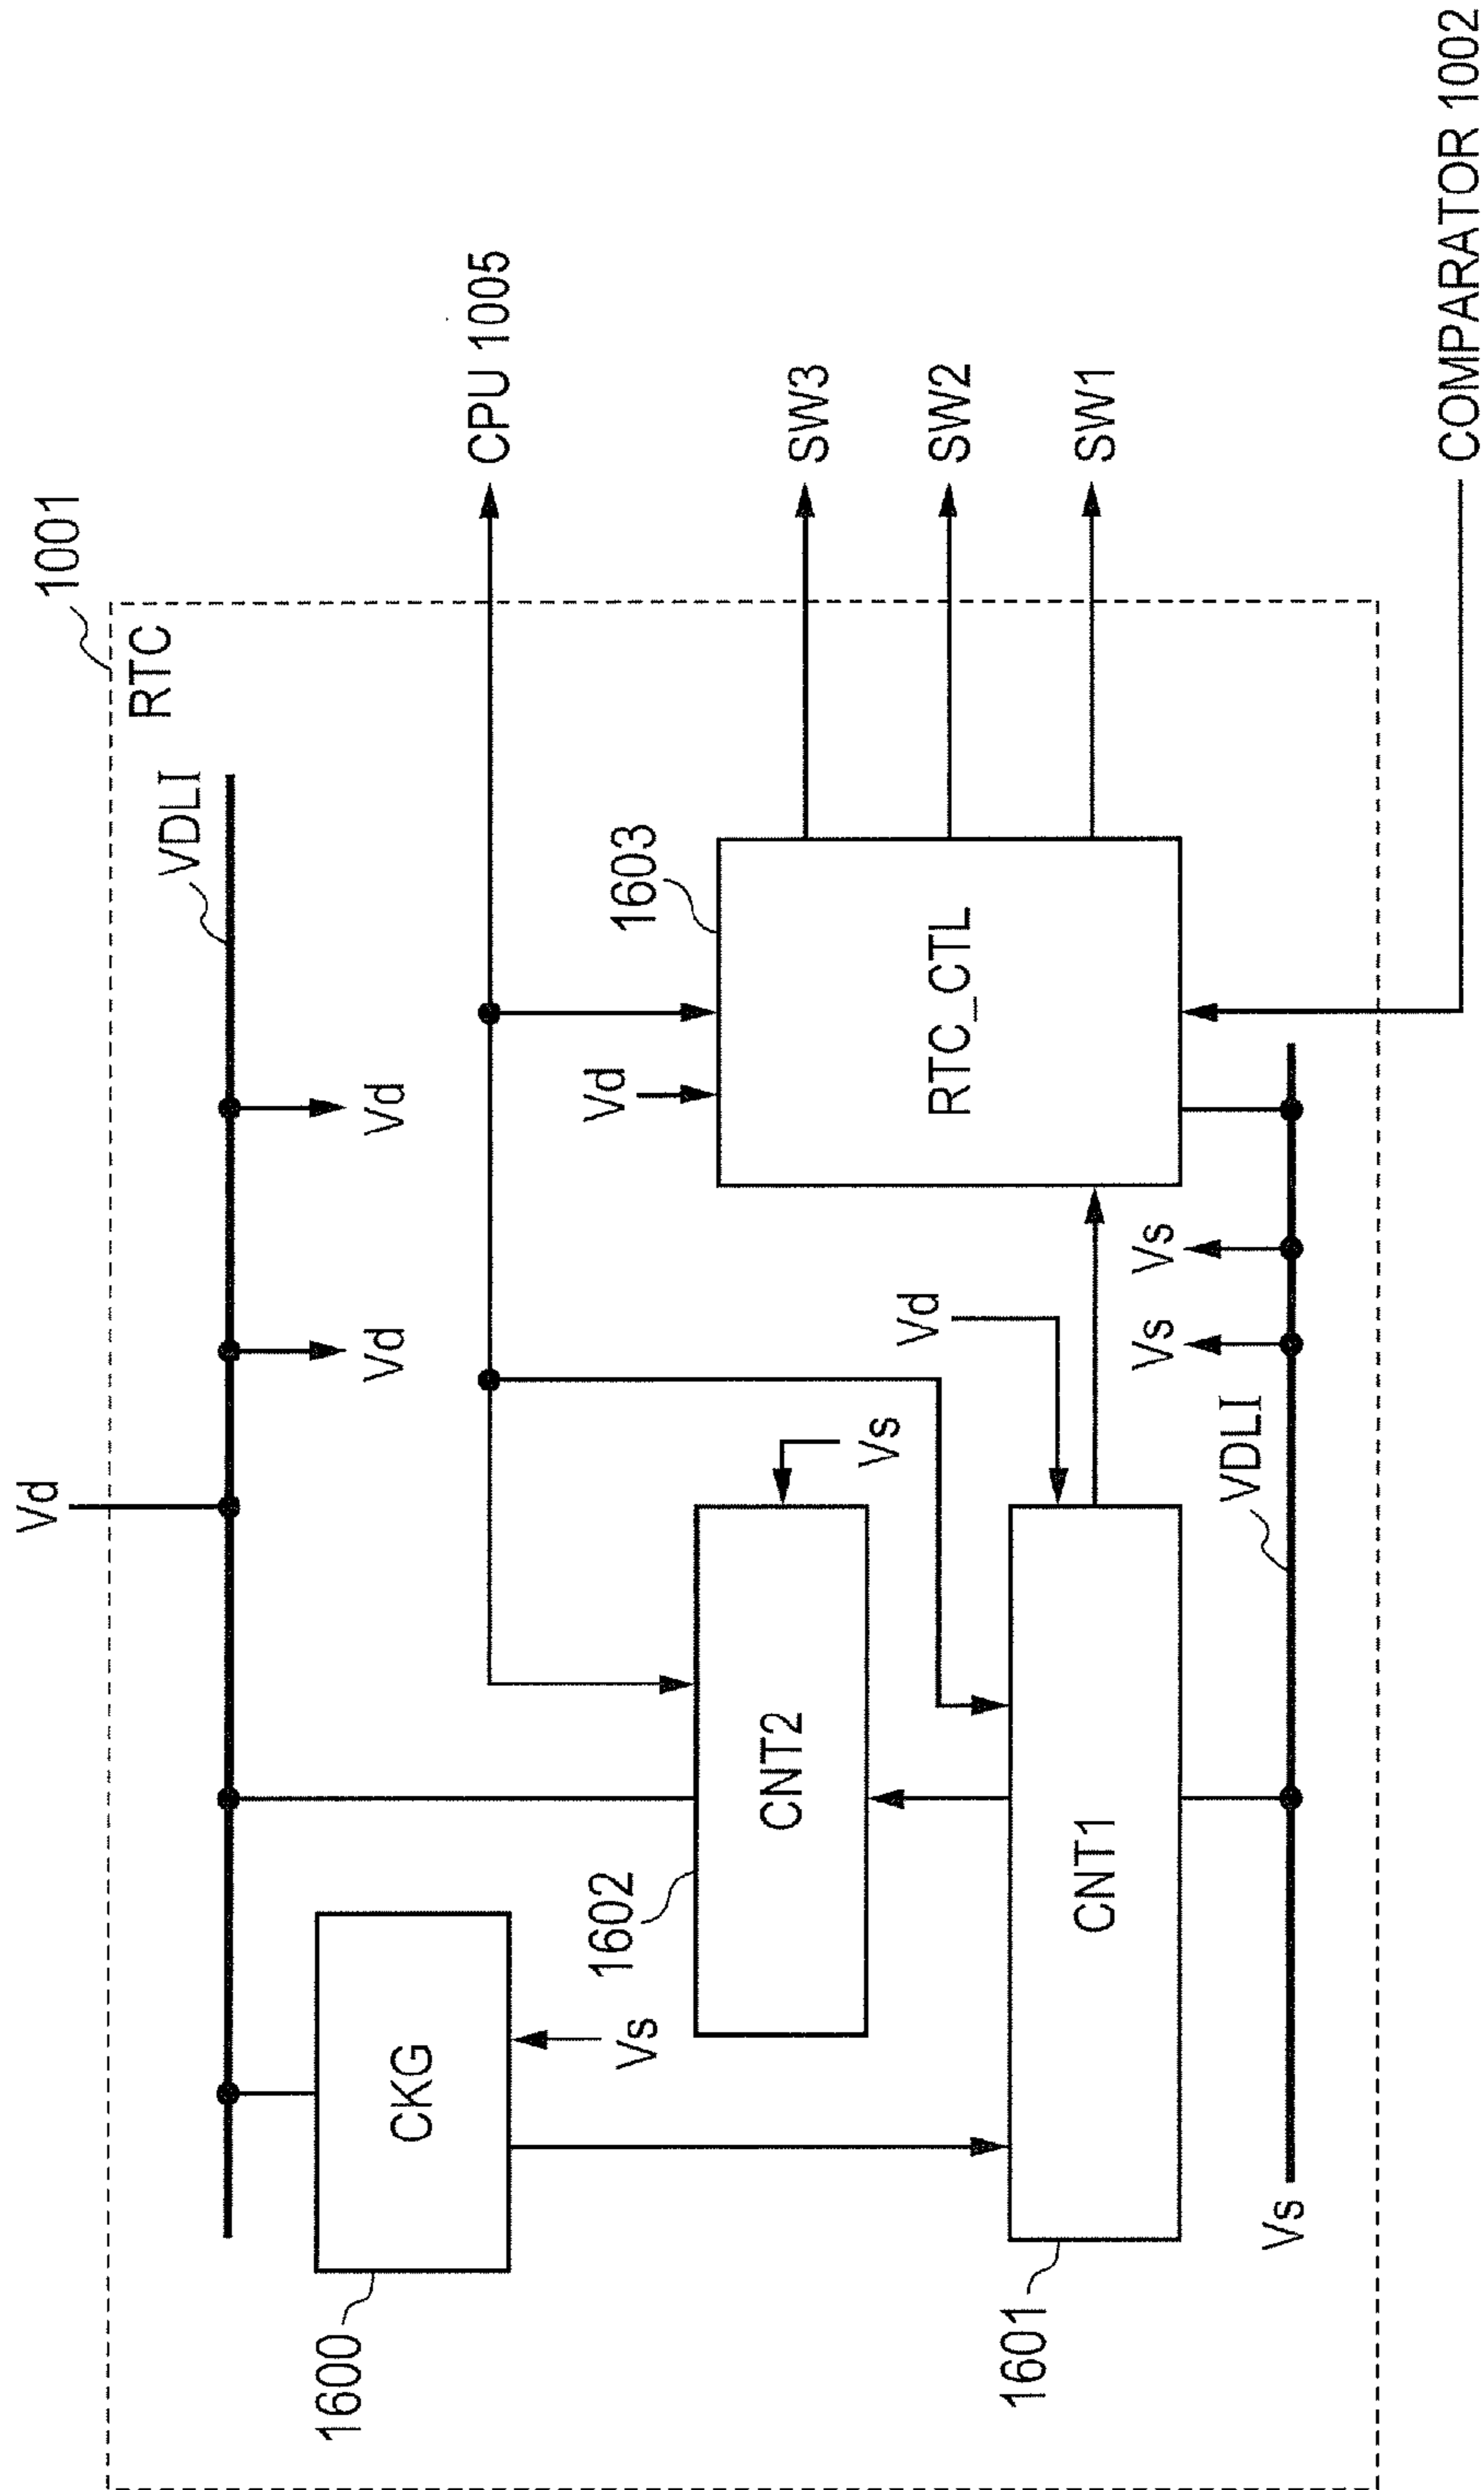 1001
Vd
RTC
VDLI
Vd
Vd
CPU 1005
1600
CKG
Vs
1602
CNT2
Vs
Vd
1603
Vd
RTC_CTL
SW3
SW2
SW1
1601
CNT1
Vs
Vs
VDLI
Vs
COMPARATOR 1002